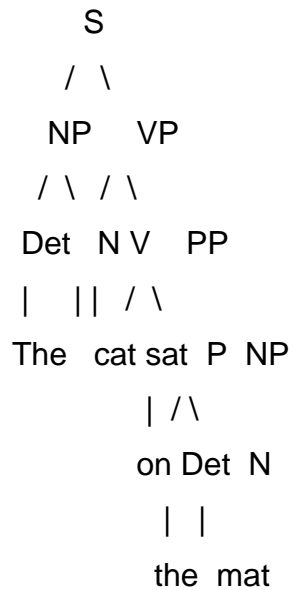 S
/ \
NP VP
/ \ / \
Det N V PP
| | | / \
The cat sat P NP
| / \
on Det N
| |
the mat